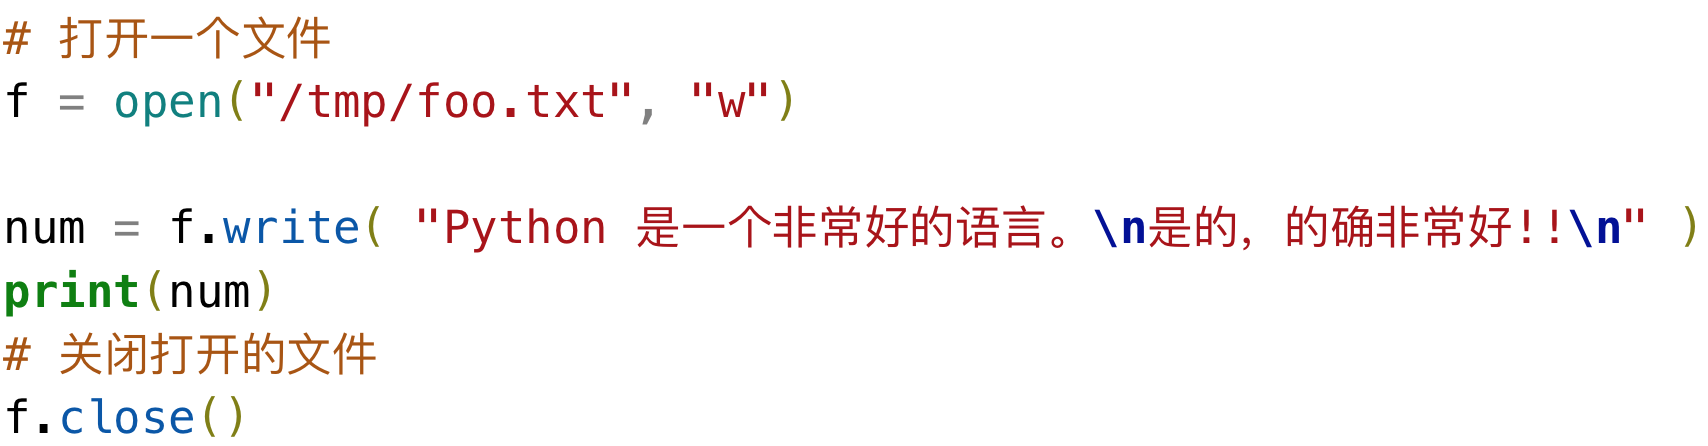 # 打开一个文件
f = open("/tmp/foo.txt", "w")
num = f.write( "Python 是一个非常好的语言。\n是的，的确非常好!!\n" )
print(num)
# 关闭打开的文件
f.close()